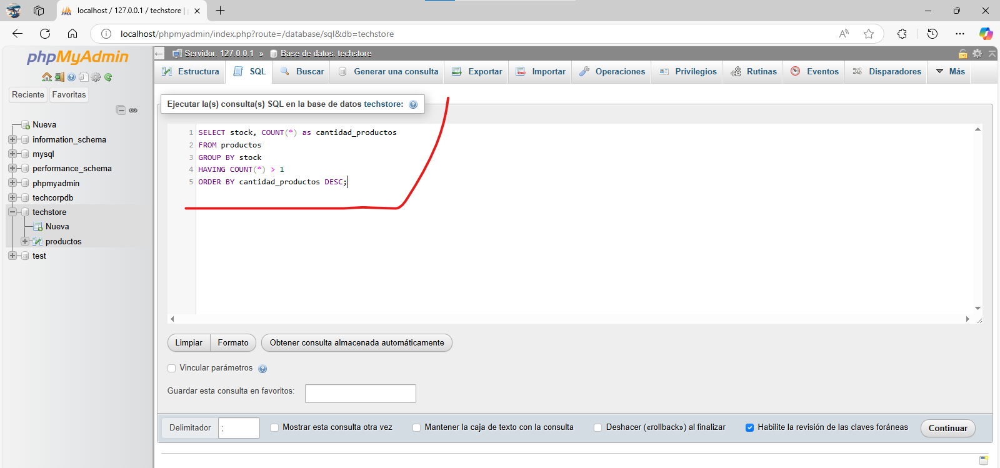 localhost / 127.0.0.1 / techstore |
localhost/phpmyadmin/index.php?route=/database/sql&db=techstore
phpMyAdmin
Reciente
Favoritas
Nueva
information_schema
mysql
performance_schema
phpmyadmin
techcorpdb
techstore
Nueva
productos
test
Servidor: 127.0.0.1 » Base de datos: techstore
Estructura SQL Buscar Generar una consulta Exportar Importar Operaciones Privilegios Rutinas Eventos Disparadores Más
Ejecutar la(s) consulta(s) SQL en la base de datos techstore:
1 SELECT stock, COUNT(*) as cantidad_productos
2 FROM productos
3 GROUP BY stock
4 HAVING COUNT(*) > 1
5 ORDER BY cantidad_productos DESC;
Limpiar Formato Obtener consulta almacenada automáticamente
Vincular parámetros
Guardar esta consulta en favoritos:
Delimitador ; Mostrar esta consulta otra vez Mantener la caja de texto con la consulta Deshacer («rollback») al finalizar Habilite la revisión de las claves foráneas Continuar